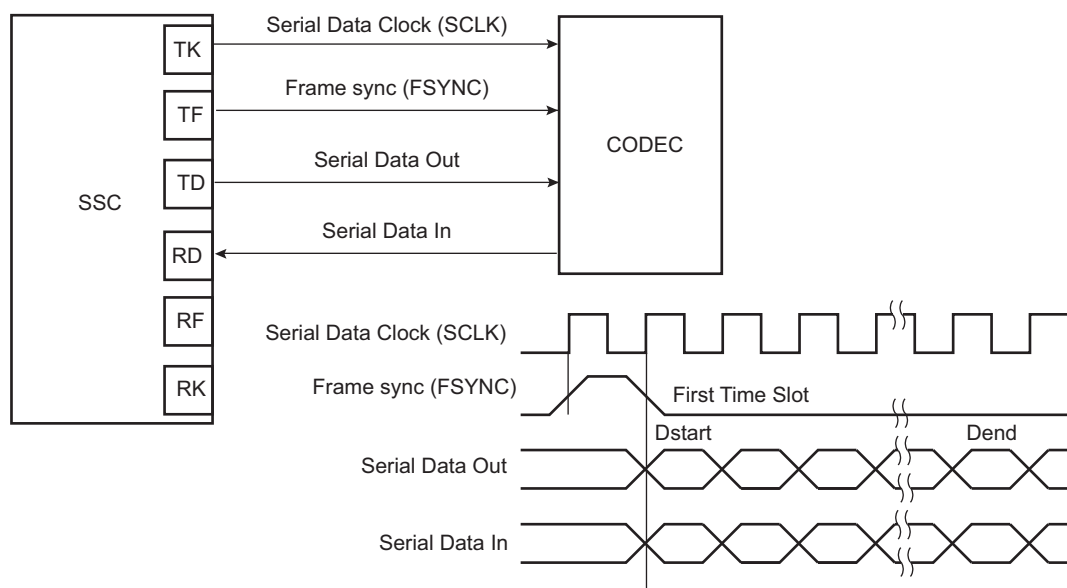 SSC
TK
TF
TD
RD
RF
RK
Serial Data Clock (SCLK)
Frame sync (FSYNC)
Serial Data Out
Serial Data In
CODEC
Serial Data Clock (SCLK)
Frame sync (FSYNC)
First Time Slot
Dstart
Dend
Serial Data Out
Serial Data In